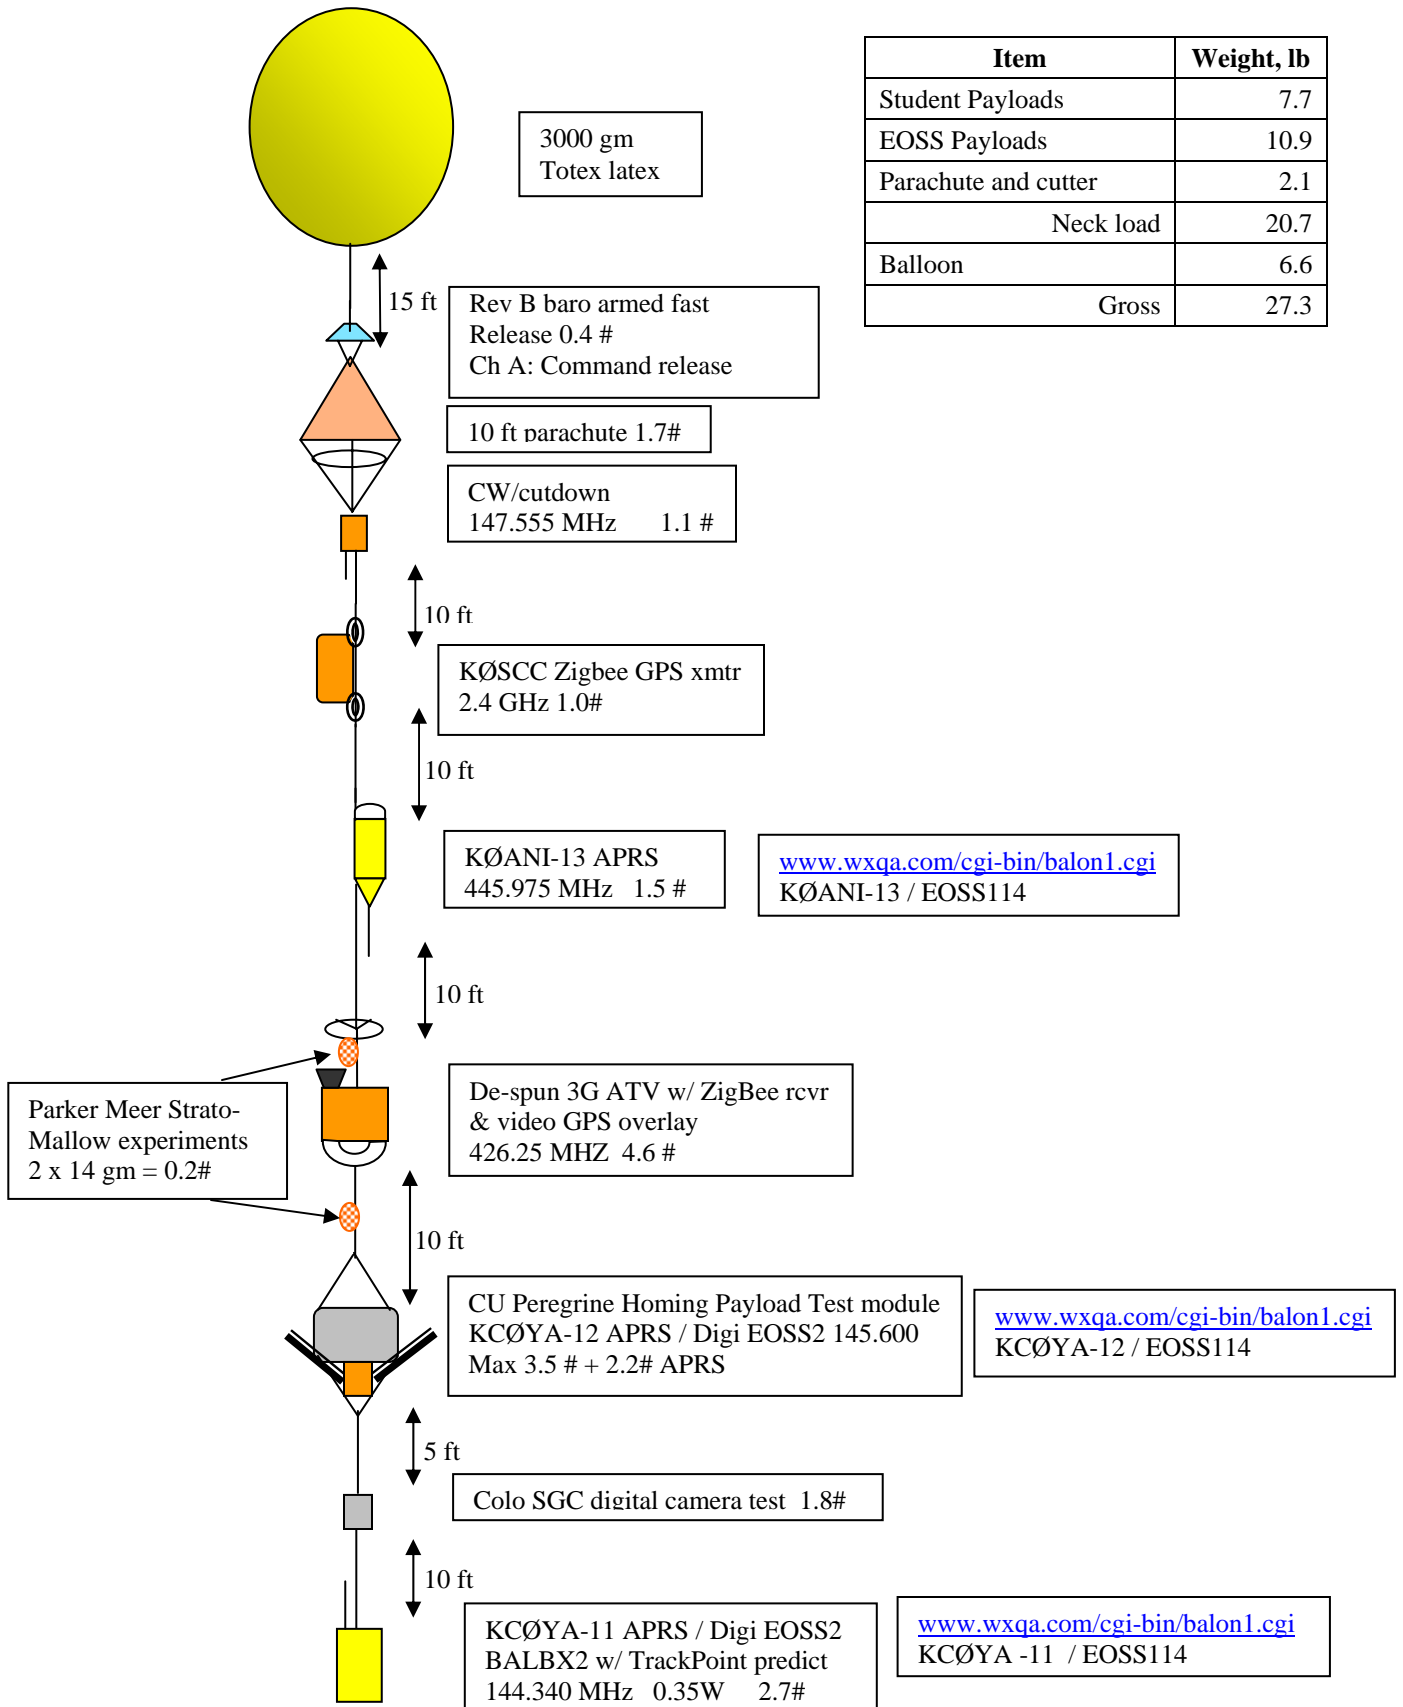 Item Weight, lb
Student Payloads 7.7
EOSS Payloads 10.9
Parachute and cutter 2.1
Neck load 20.7
Balloon 6.6
Gross 27.3
3000 gm
Totex latex
15 ft
Rev B baro armed fast
Release 0.4 #
Ch A: Command release
10 ft parachute 1.7#
CW/cutdown
147.555 MHz 1.1 #
10 ft
KØSCC Zigbee GPS xmtr
2.4 GHz 1.0#
10 ft
KØANI-13 APRS
445.975 MHz 1.5 #
www.wxqa.com/cgi-bin/balon1.cgi
KØANI-13 / EOSS114
10 ft
De-spun 3G ATV w/ ZigBee rcvr
& video GPS overlay
426.25 MHZ 4.6 #
Parker Meer Strato-
Mallow experiments
2 x 14 gm = 0.2#
10 ft
CU Peregrine Homing Payload Test module
KCØYA-12 APRS / Digi EOSS2 145.600
Max 3.5 # + 2.2# APRS
www.wxqa.com/cgi-bin/balon1.cgi
KCØYA-12 / EOSS114
5 ft
Colo SGC digital camera test 1.8#
10 ft
KCØYA-11 APRS / Digi EOSS2
BALBX2 w/ TrackPoint predict
144.340 MHz 0.35W 2.7#
www.wxqa.com/cgi-bin/balon1.cgi
KCØYA -11 / EOSS114